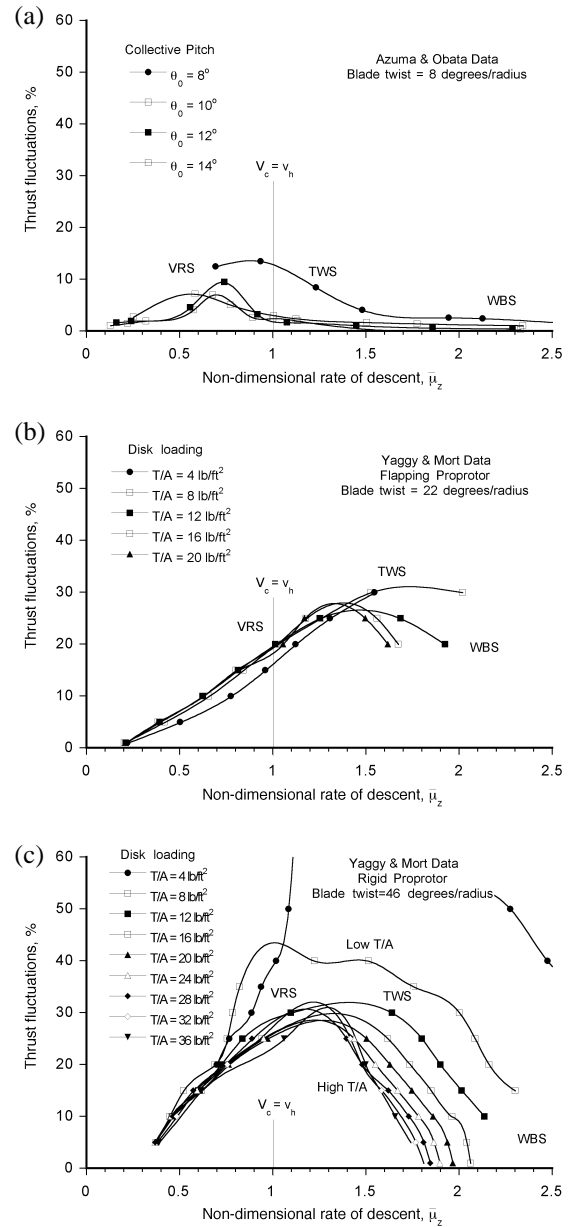 (a)
60
50
40
30
20
10
0
Thrust fluctuations, %
Collective Pitch
θ0 = 8°
θ0 = 10°
θ0 = 12°
θ0 = 14°
Azuma & Obata Data
Blade twist = 8 degrees/radius
Vc = vh
VRS
TWS
WBS
0 0.5 1 1.5 2 2.5
Non-dimensional rate of descent, μ̄z
(b)
60
50
40
30
20
10
0
Thrust fluctuations, %
Disk loading
T/A = 4 lb/ft²
T/A = 8 lb/ft²
T/A = 12 lb/ft²
T/A = 16 lb/ft²
T/A = 20 lb/ft²
Yaggy & Mort Data
Flapping Proprotor
Blade twist = 22 degrees/radius
Vc = vh
TWS
VRS
WBS
0 0.5 1 1.5 2 2.5
Non-dimensional rate of descent, μ̄z
(c)
60
50
40
30
20
10
0
Thrust fluctuations, %
Disk loading
T/A = 4 lb/ft²
T/A = 8 lb/ft²
T/A = 12 lb/ft²
T/A = 16 lb/ft²
T/A = 20 lb/ft²
T/A = 24 lb/ft²
T/A = 28 lb/ft²
T/A = 32 lb/ft²
T/A = 36 lb/ft²
Yaggy & Mort Data
Rigid Proprotor
Blade twist=46 degrees/radius
Low T/A
VRS
TWS
High T/A
Vc = vh
WBS
0 0.5 1 1.5 2 2.5
Non-dimensional rate of descent, μ̄z